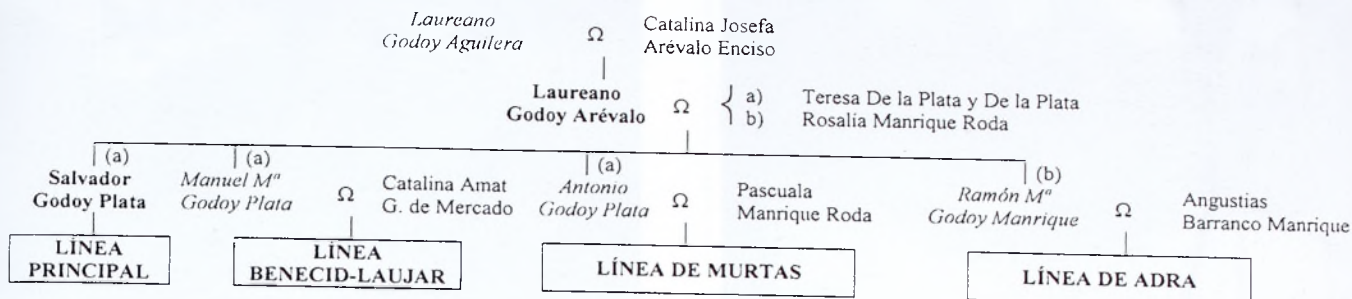 Laureano
Godoy Aguilera
Ω
Catalina Josefa
Arévalo Enciso
Laureano
Godoy Arévalo
Ω
a) Teresa De la Plata y De la Plata
b) Rosalia Manrique Roda
(a)
Salvador
Godoy Plata
(a)
Manuel Mª
Godoy Plata
Ω
Catalina Amat
G. de Mercado
(a)
Antonio
Godoy Plata
Ω
Pascuala
Manrique Roda
(b)
Ramón Mª
Godoy Manrique
Ω
Angustias
Barranco Manrique
LÍNEA
PRINCIPAL
LÍNEA
BENECID-LAUJAR
LÍNEA DE MURTAS
LÍNEA DE ADRA